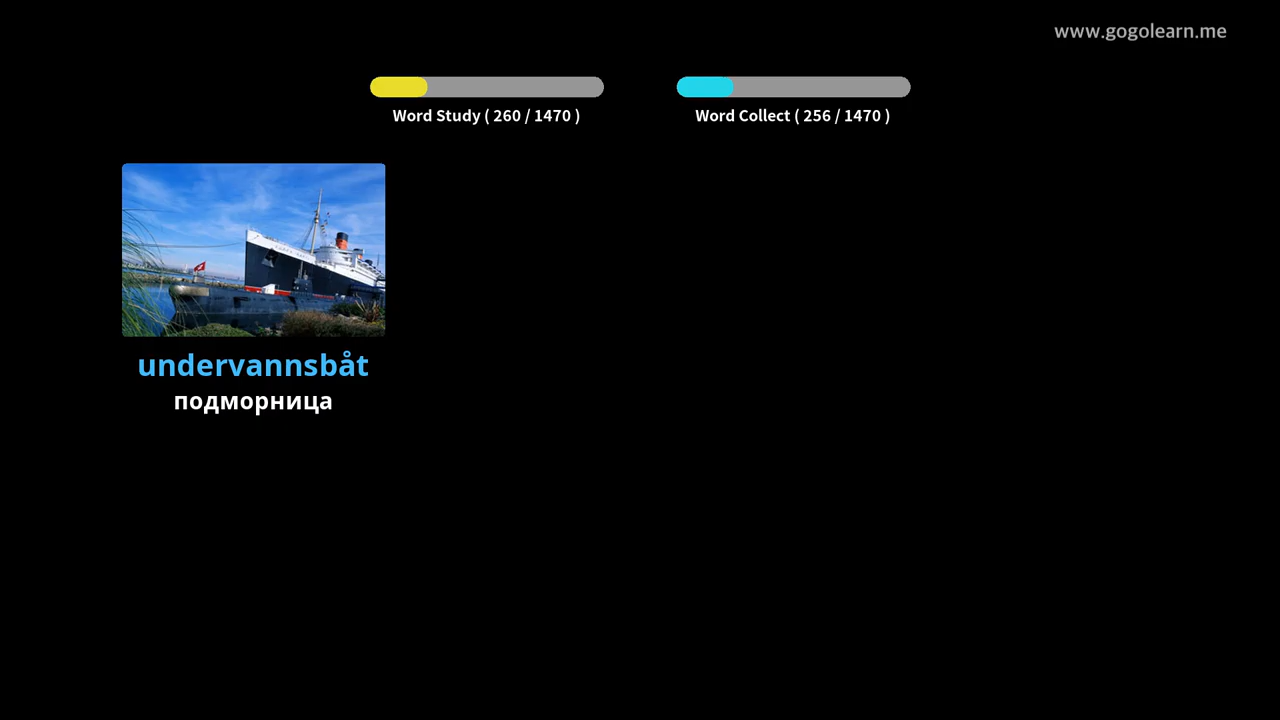 www.gogolearn.me
Word Study ( 260 / 1470 )
Word Collect ( 256 / 1470 )
undervannsbåt
подморница